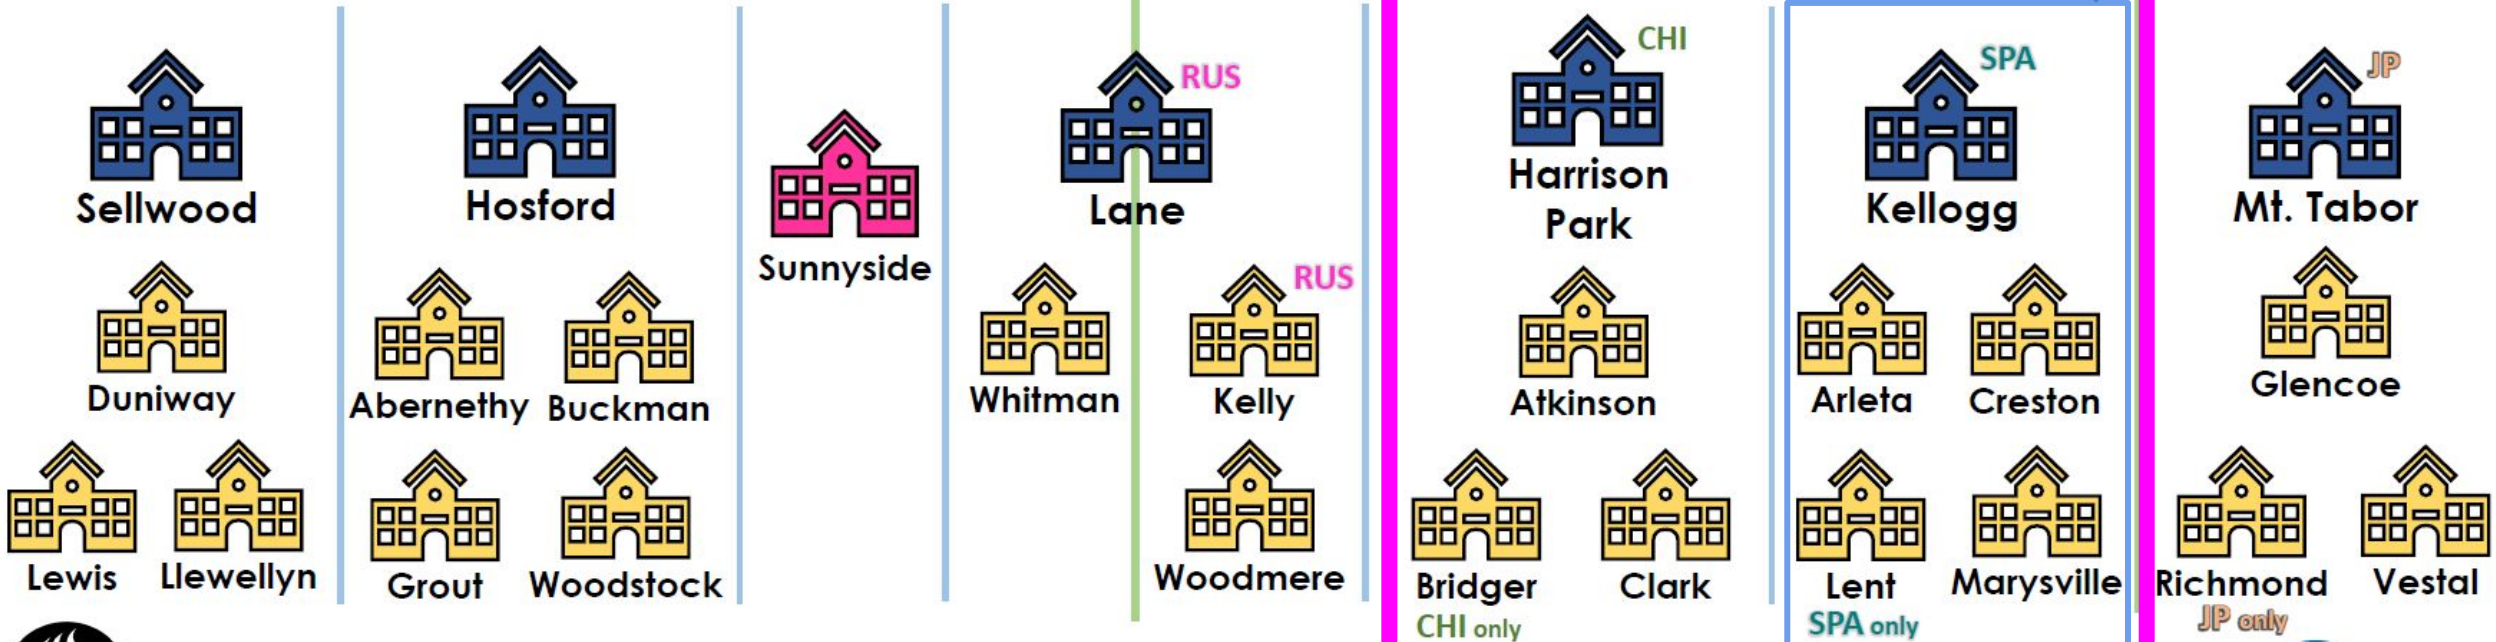 Sellwood
Duniway
Lewis Llewellyn
Hosford
Abernethy Buckman
Grout Woodstock
Sunnyside
RUS
Lane
RUS
Whitman Kelly
Woodmere
CHI
Harrison
Park
Atkinson
Bridger Clark
CHI only
SPA
Kellogg
Arleta Creston
Lent Marysville
SPA only
JP
Mt. Tabor
Glencoe
Richmond Vestal
JP only